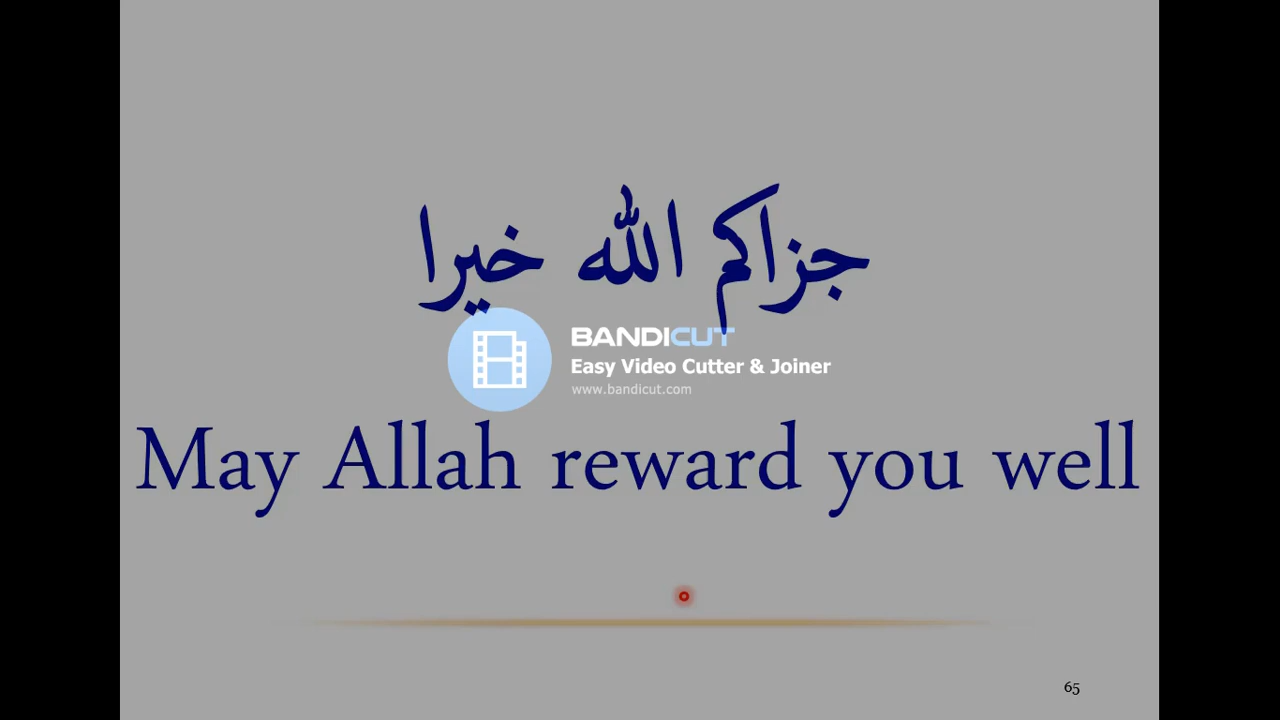 جزاكم الله خيرا
BANDICUT
Easy Video Cutter & Joiner
www.bandicut.com
May Allah reward you well
65